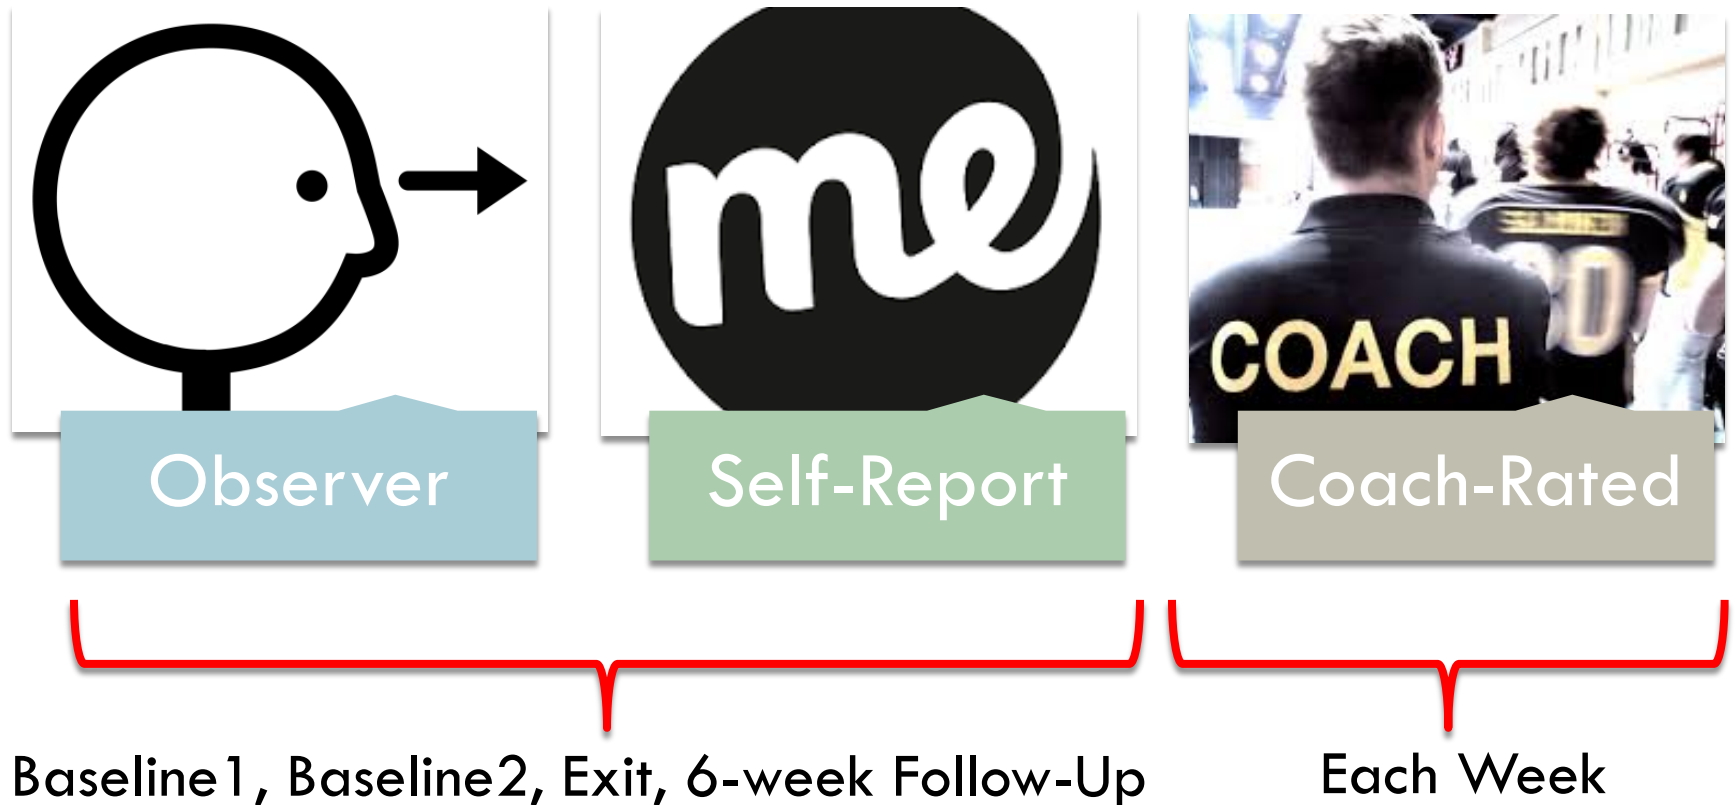 me
COACH
Observer
Self-Report
Coach-Rated
Baseline1, Baseline2, Exit, 6-week Follow-Up
Each Week